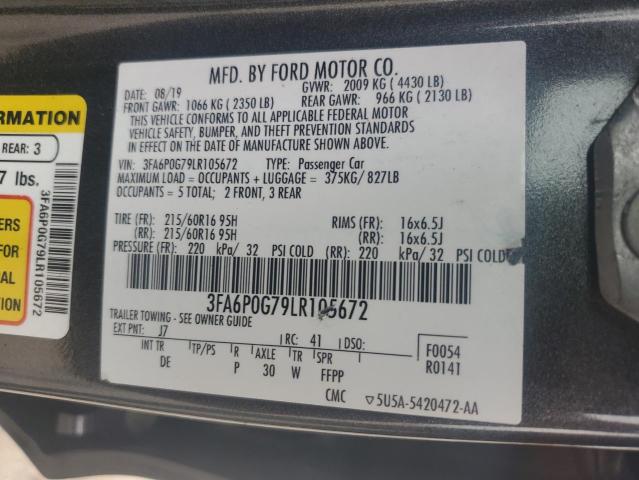 MFD. BY FORD MOTOR CO.
DATE: 08/19 GVWR: 2009 KG ( 4430 LB)
FRONT GAWR: 1066 KG ( 2350 LB) REAR GAWR: 966 KG ( 2130 LB)
THIS VEHICLE CONFORMS TO ALL APPLICABLE FEDERAL MOTOR
VEHICLE SAFETY, BUMPER, AND THEFT PREVENTION STANDARDS
IN EFFECT ON THE DATE OF MANUFACTURE SHOWN ABOVE.
VIN: 3FA6P0G79LR105672 TYPE: Passenger Car
MAXIMUM LOAD = OCCUPANTS + LUGGAGE = 375KG/ 827LB
OCCUPANTS = 5 TOTAL; 2 FRONT, 3 REAR
TIRE (FR): 215/60R16 95H RIMS (FR): 16x6.5J
(RR): 215/60R16 95H (RR): 16x6.5J
PRESSURE (FR): 220 kPa/ 32 PSI COLD (RR): 220 kPa/ 32 PSI COLD
3FA6P0G79LR105672
TRAILER TOWING - SEE OWNER GUIDE
EXT PNT: J7 RC: 41 DSO: F0054
INT TR TP/PS R AXLE TR SPR R0141
DE P 30 W FFPP
CMC 5U5A-5420472-AA
ORMATION
REAR: 3
7 lbs.
ERS
FOR
AL
TION
3FA6P0G79LR105672